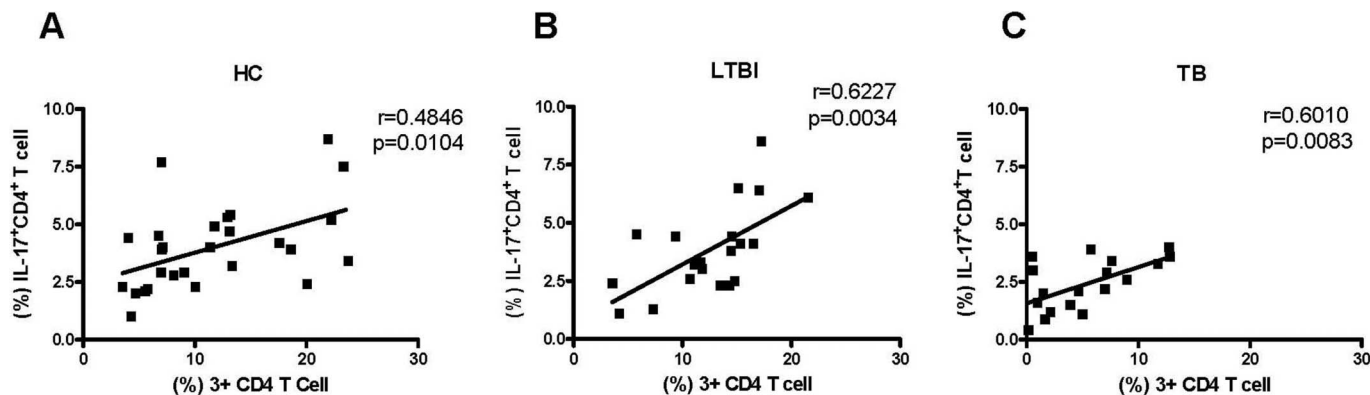 A
HC
r=0.4846
p=0.0104
(%) IL-17+CD4+ T cell
10.0
7.5
5.0
2.5
0.0
0
10
20
30
(%) 3+ CD4 T Cell
B
LTBI
r=0.6227
p=0.0034
(% ) IL-17+CD4+ T cell
10.0
7.5
5.0
2.5
0.0
0
10
20
30
(%) 3+ CD4 T cell
C
TB
r=0.6010
p=0.0083
(%) IL-17+CD4+T cell
10.0
7.5
5.0
2.5
0.0
0
10
20
30
(%) 3+ CD4 T cell